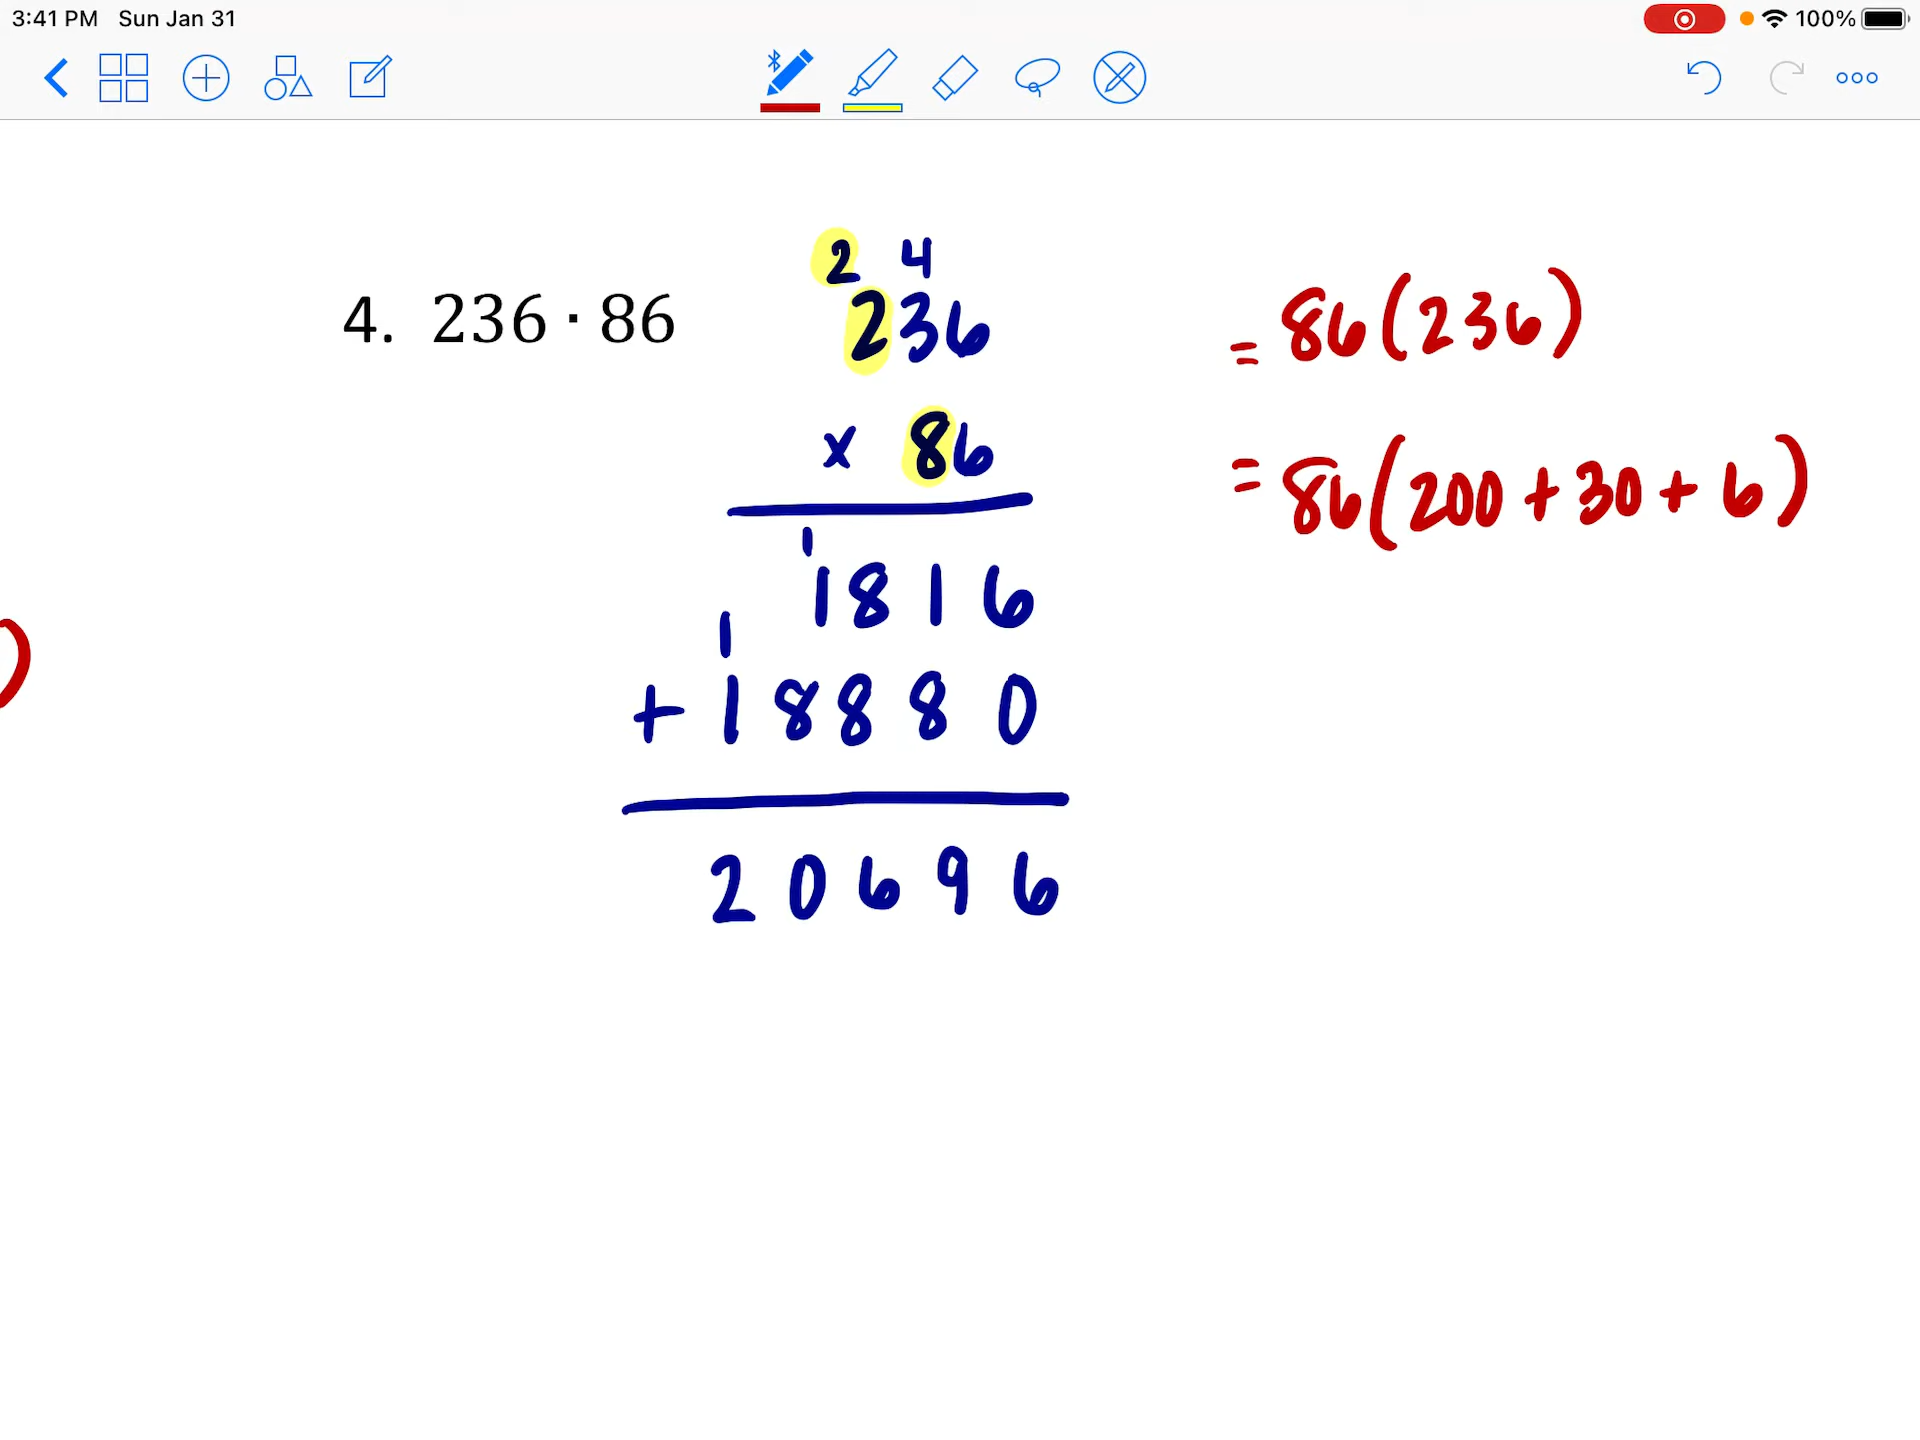 3:41 PM Sun Jan 31 100%
4. 236 · 86
2 4
236
x 86
1
1816
1
+ 18880
20696
= 86(236)
= 86(200 + 30 + 6)
)